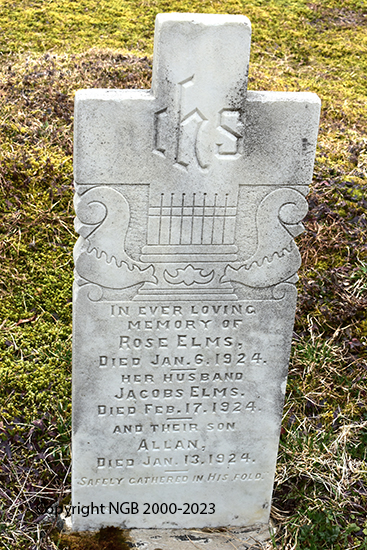 ihs
IN EVER LOVING
MEMORY OF
ROSE ELMS,
DIED JAN. 6. 1924.
HER HUSBAND
JACOBS ELMS.
DIED FEB. 17. 1924.
AND THEIR SON
ALLAN,
DIED JAN. 13. 1924.
SAFELY GATHERED IN HIS FOLD.
Copyright NGB 2000-2023